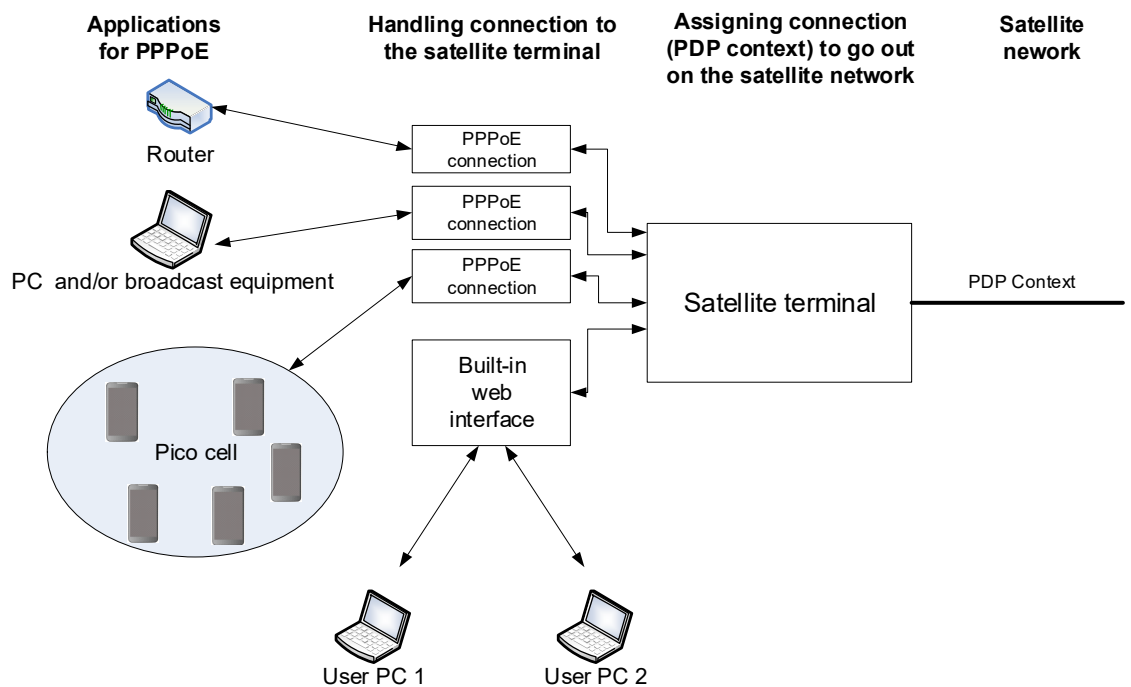 Applications
for PPPoE
Handling connection to
the satellite terminal
Assigning connection
(PDP context) to go out
on the satellite network
Satellite
nework
Router
PPPoE
connection
PC  and/or broadcast equipment
PPPoE
connection
PPPoE
connection
Satellite terminal
PDP Context
Built-in
web
interface
Pico cell
User PC 1
User PC 2